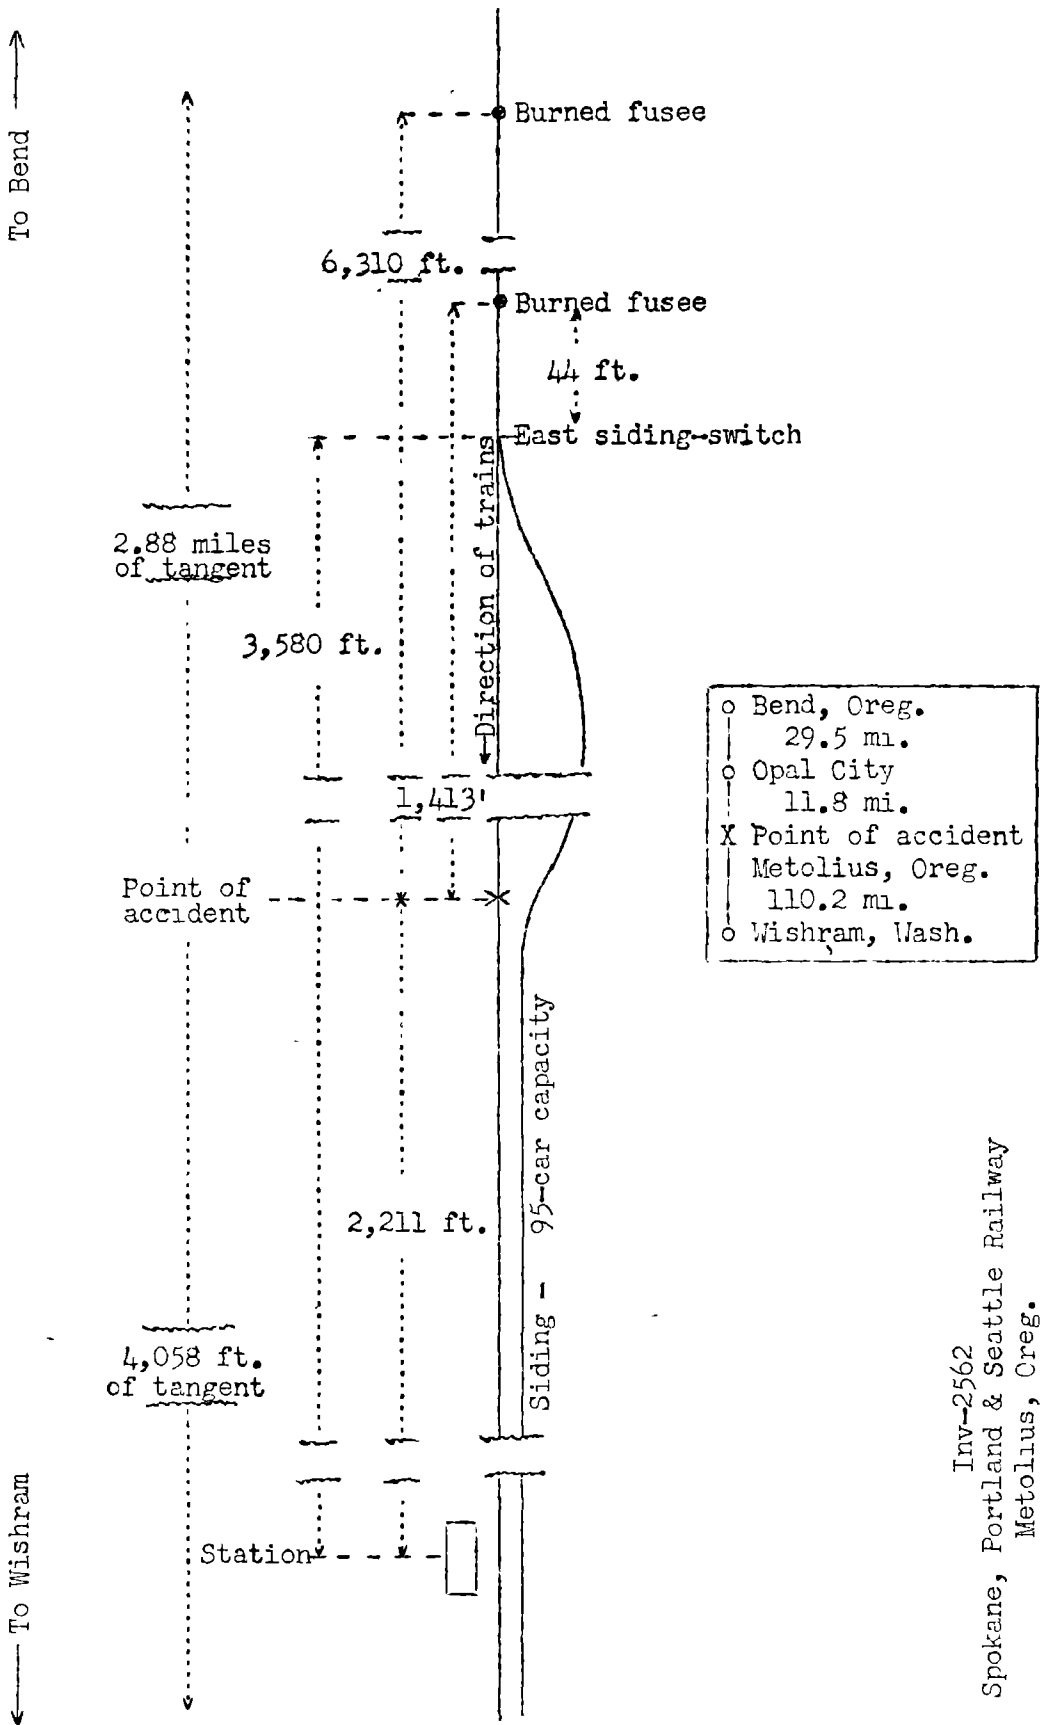 To Bend
Burned fusee
6,310 ft.
Burned fusee
44 ft.
East siding-switch
Direction of trains
2.88 miles
of tangent
3,580 ft.
1,413'
Bend, Oreg.
29.5 mi.
Opal City
11.8 mi.
X Point of accident
Metolius, Oreg.
110.2 mi.
Wishram, Wash.
Point of
accident
Siding - 95-car capacity
2,211 ft.
4,058 ft.
of tangent
Station
To Wishram
Inv-2562
Spokane, Portland & Seattle Railway
Metolius, Oreg.